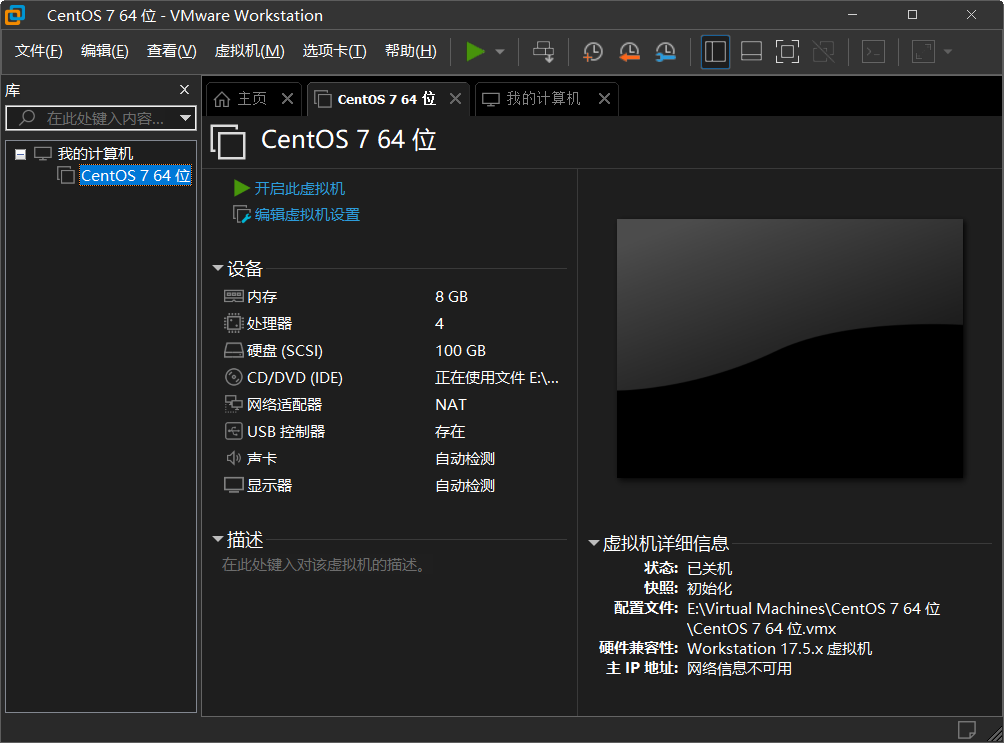 CentOS 7 64 位 - VMware Workstation
文件(F) 编辑(E) 查看(V) 虚拟机(M) 选项卡(T) 帮助(H)
库
在此处键入内容...
我的计算机
CentOS 7 64 位
主页
CentOS 7 64 位
我的计算机
CentOS 7 64 位
开启此虚拟机
编辑虚拟机设置
设备
内存 8 GB
处理器 4
硬盘 (SCSI) 100 GB
CD/DVD (IDE) 正在使用文件 E:\...
网络适配器 NAT
USB 控制器 存在
声卡 自动检测
显示器 自动检测
描述
在此处键入对该虚拟机的描述。
虚拟机详细信息
状态: 已关机
快照: 初始化
配置文件: E:\Virtual Machines\CentOS 7 64 位
\CentOS 7 64 位.vmx
硬件兼容性: Workstation 17.5.x 虚拟机
主 IP 地址: 网络信息不可用